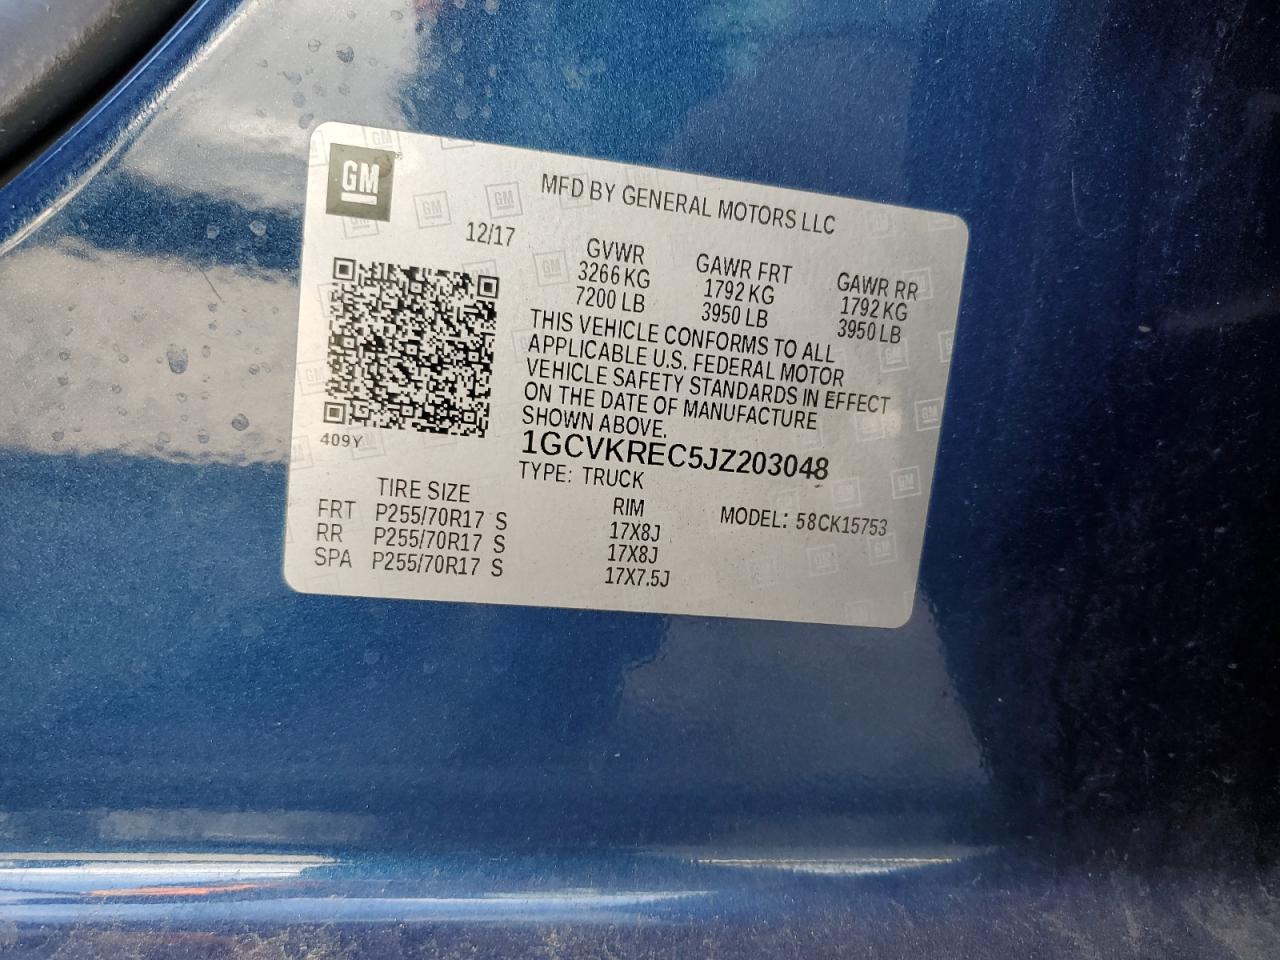 GM
MFD BY GENERAL MOTORS LLC
12/17
GVWR GAWR FRT GAWR RR
3266 KG 1792 KG 1792 KG
7200 LB 3950 LB 3950 LB
THIS VEHICLE CONFORMS TO ALL
APPLICABLE U.S. FEDERAL MOTOR
VEHICLE SAFETY STANDARDS IN EFFECT
ON THE DATE OF MANUFACTURE
SHOWN ABOVE.
409Y
1GCVKREC5JZ203048
TYPE: TRUCK
TIRE SIZE RIM MODEL: 58CK15753
FRT P255/70R17 S 17X8J
RR P255/70R17 S 17X8J
SPA P255/70R17 S 17X7.5J